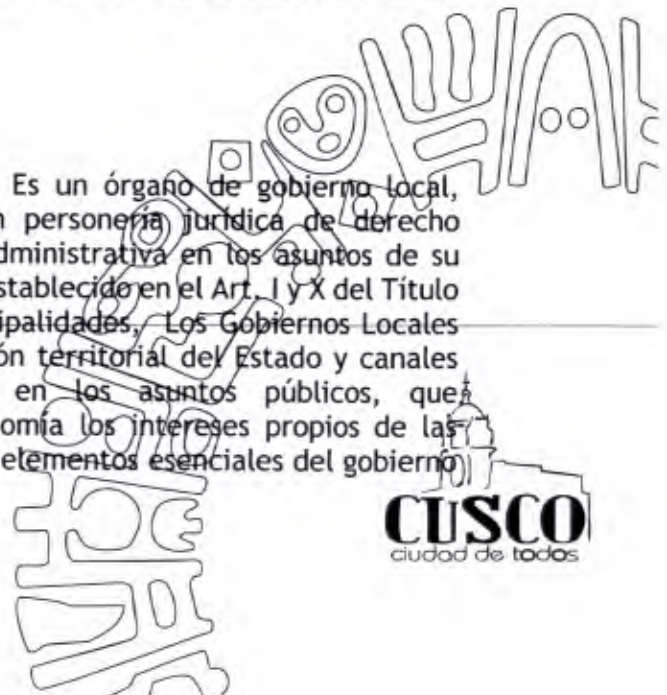 Es un órgano de gobierno local,
personería jurídica de derecho
dministrativa en los asuntos de su
stablecido en el Art. I y X del Título
ipalidades, Los Gobiernos Locales
ón territorial del Estado y canales
en los asuntos públicos, que
omía los intereses propios de las
elementos esenciales del gobierno
CUSCO
ciudad de todos